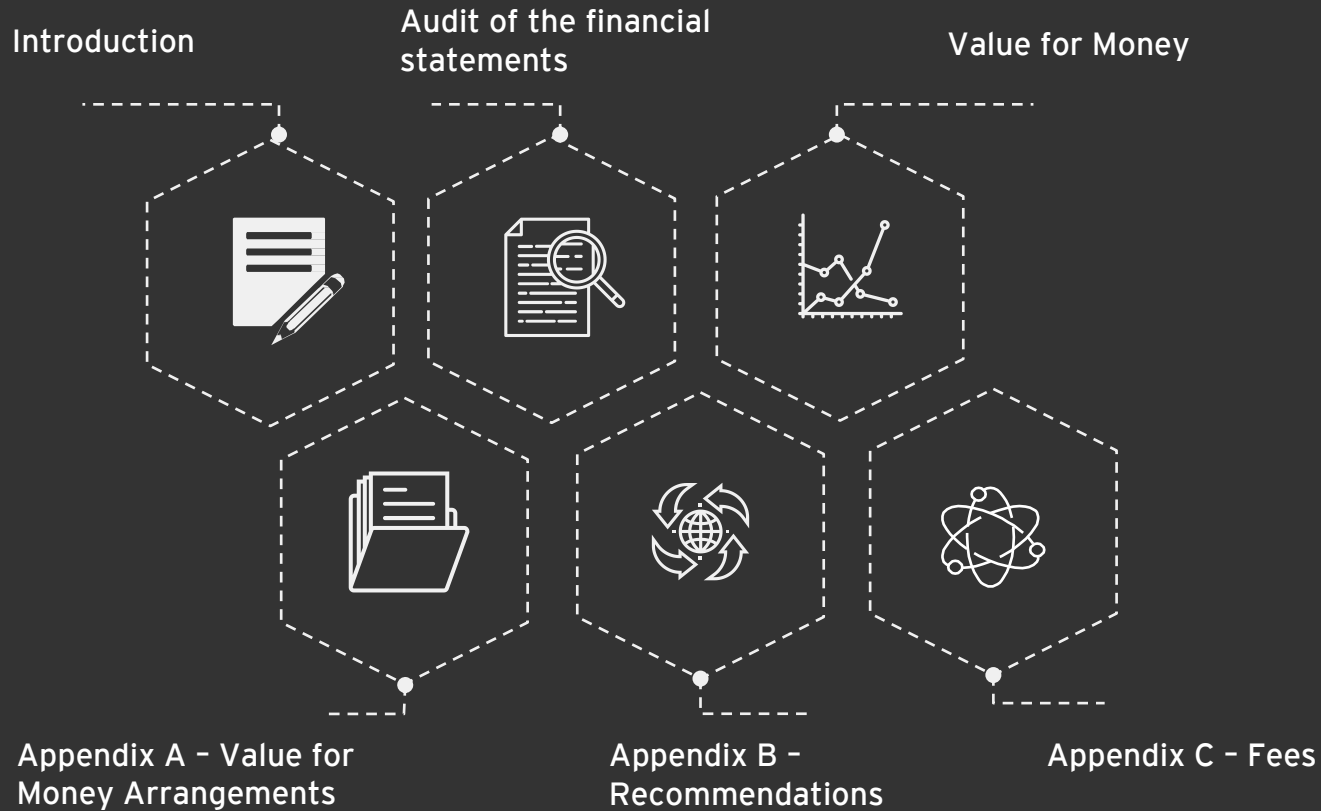 Introduction
Audit of the financial
statements
Value for Money
Appendix A – Value for
Money Arrangements
Appendix B –
Recommendations
Appendix C – Fees